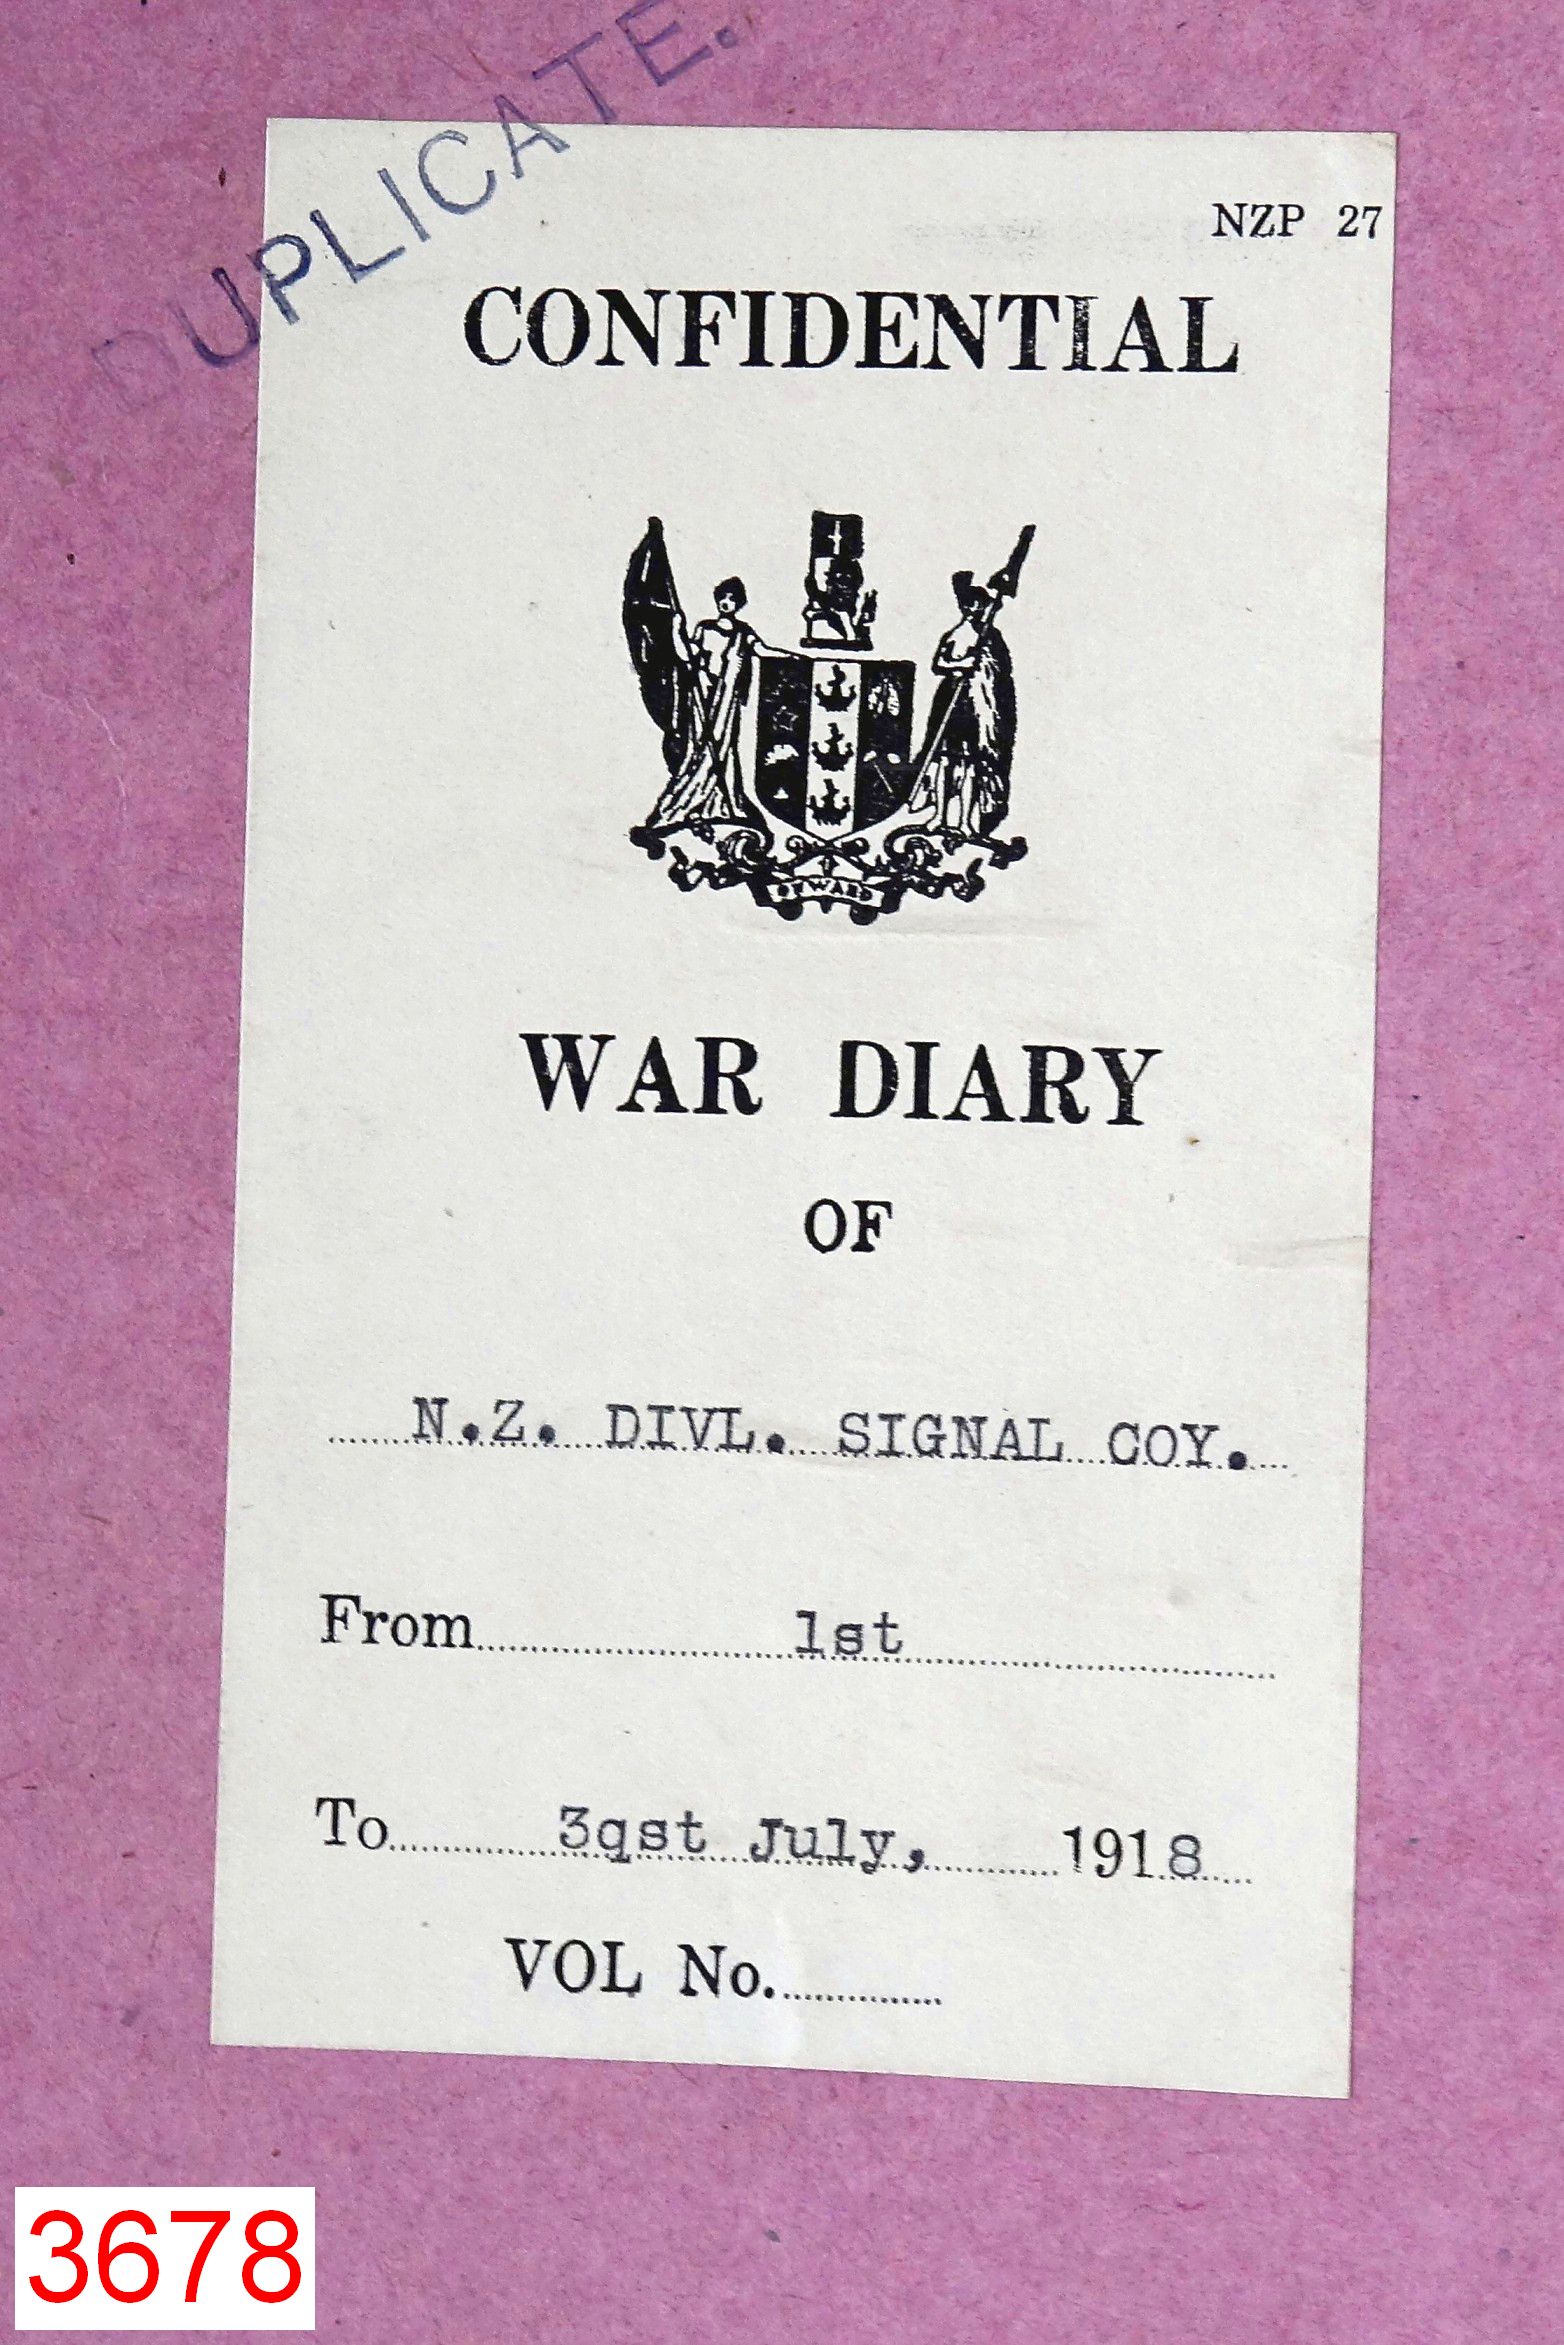 DUPLICATE.
NZP 27
CONFIDENTIAL
ONWARD
WAR DIARY
OF
N.Z. DIVL. SIGNAL COY.
From 1st
To 3qst July, 1918
VOL No.
3678